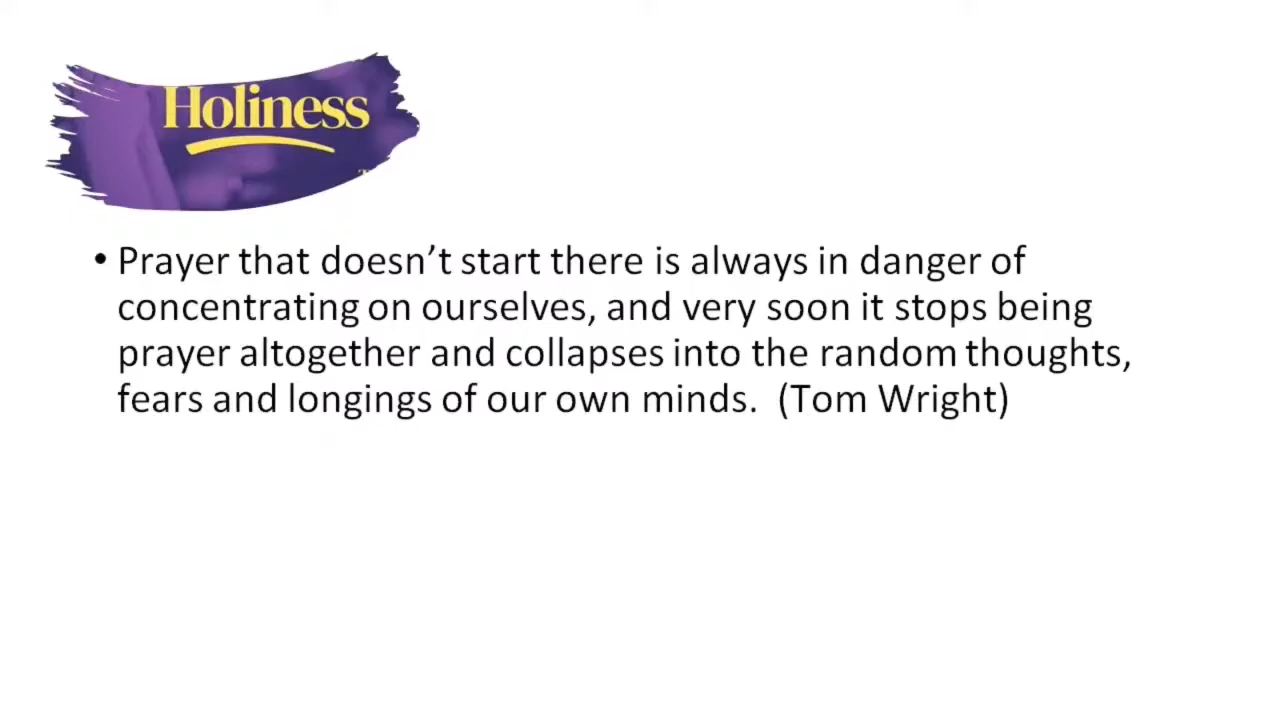 Holiness
• Prayer that doesn’t start there is always in danger of
concentrating on ourselves, and very soon it stops being
prayer altogether and collapses into the random thoughts,
fears and longings of our own minds.  (Tom Wright)